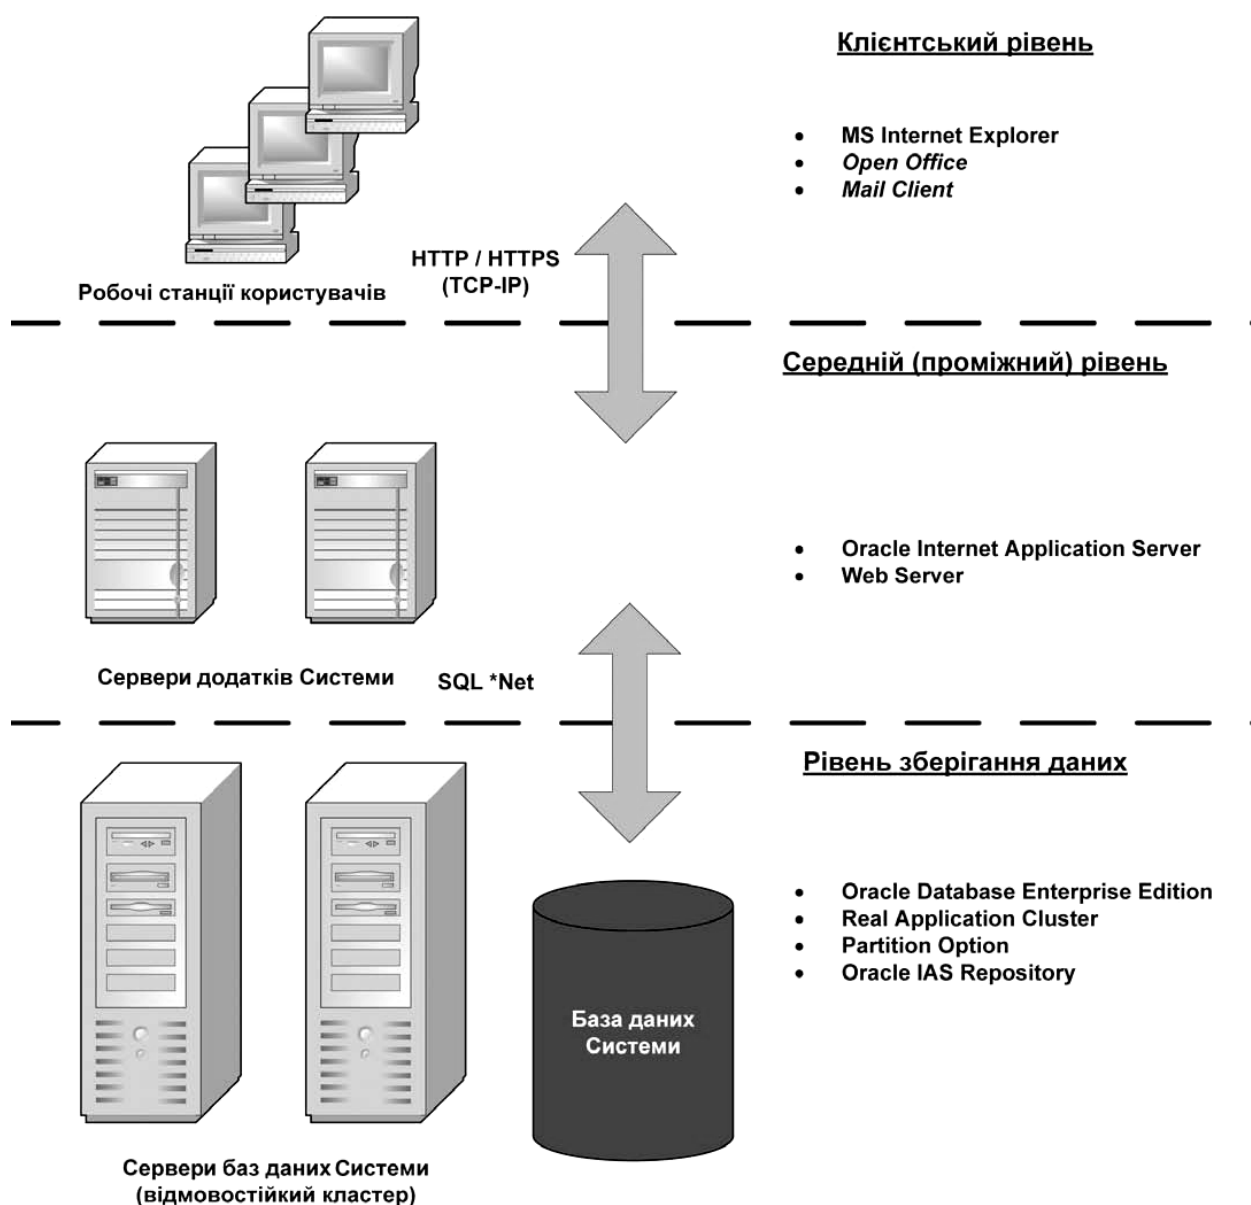 Клієнтський рівень
• MS Internet Explorer
• Open Office
• Mail Client
HTTP / HTTPS
(TCP-IP)
Робочі станції користувачів
Середній (проміжний) рівень
• Oracle Internet Application Server
• Web Server
Сервери додатків Системи
SQL *Net
Рівень зберігання даних
• Oracle Database Enterprise Edition
• Real Application Cluster
• Partition Option
• Oracle IAS Repository
База даних
Системи
Сервери баз даних Системи
(відмовостійкий кластер)